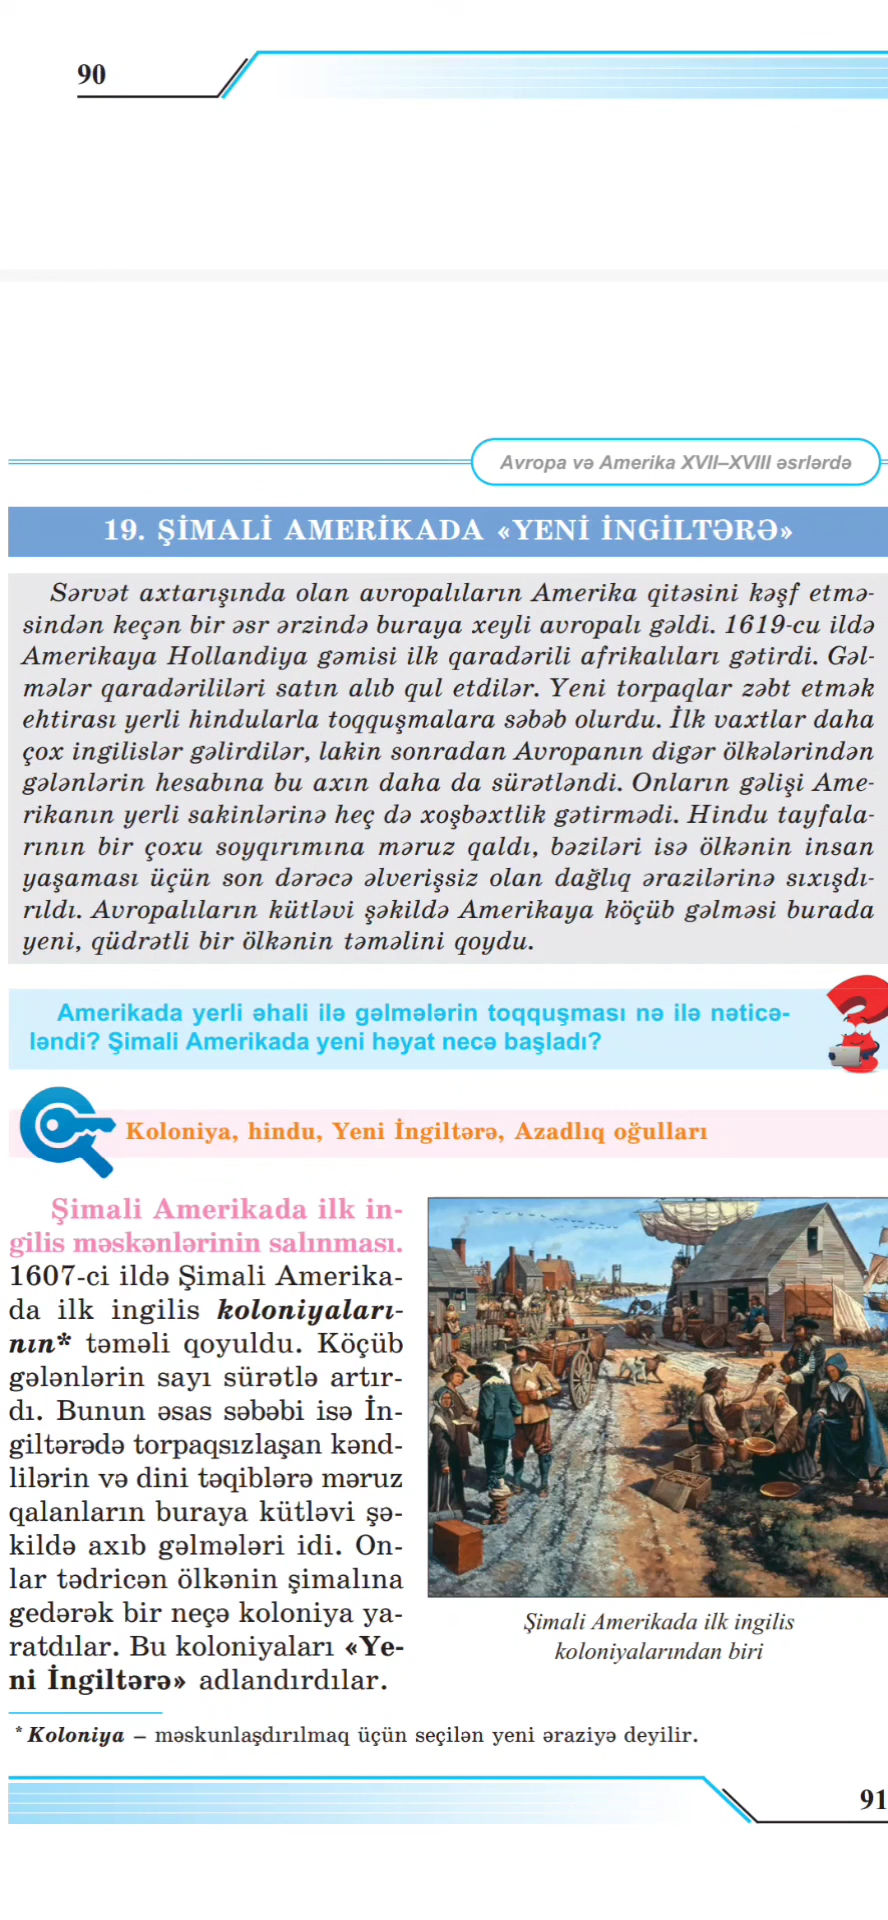 90
Avropa və Amerika XVII–XVIII əsrlərdə
19. ŞİMALİ AMERİKADA «YENİ İNGİLTƏRƏ»
Sərvət axtarışında olan avropalıların Amerika qitəsini kəşf etmə-
sindən keçən bir əsr ərzində buraya xeyli avropalı gəldi. 1619-cu ildə
Amerikaya Hollandiya gəmisi ilk qaradərili afrikalıları gətirdi. Gəl-
mələr qaradərililəri satın alıb qul etdilər. Yeni torpaqlar zəbt etmək
ehtirası yerli hindularla toqquşmalara səbəb olurdu. İlk vaxtlar daha
çox ingilislər gəlirdilər, lakin sonradan Avropanın digər ölkələrindən
gələnlərin hesabına bu axın daha da sürətləndi. Onların gəlişi Ame-
rikanın yerli sakinlərinə heç də xoşbəxtlik gətirmədi. Hindu tayfala-
rının bir çoxu soyqırımına məruz qaldı, bəziləri isə ölkənin insan
yaşaması üçün son dərəcə əlverişsiz olan dağlıq ərazilərinə sıxışdı-
rıldı. Avropalıların kütləvi şəkildə Amerikaya köçüb gəlməsi burada
yeni, qüdrətli bir ölkənin təməlini qoydu.
Amerikada yerli əhali ilə gəlmələrin toqquşması nə ilə nəticə-
ləndi? Şimali Amerikada yeni həyat necə başladı?
Koloniya, hindu, Yeni İngiltərə, Azadlıq oğulları
Şimali Amerikada ilk in-
gilis məskənlərinin salınması.
1607-ci ildə Şimali Amerika-
da ilk ingilis koloniyaları-
nın* təməli qoyuldu. Köçüb
gələnlərin sayı sürətlə artır-
dı. Bunun əsas səbəbi isə İn-
giltərədə torpaqsızlaşan kənd-
lilərin və dini təqiblərə məruz
qalanların buraya kütləvi şə-
kildə axıb gəlmələri idi. On-
lar tədricən ölkənin şimalına
gedərək bir neçə koloniya ya-
ratdılar. Bu koloniyaları «Ye-
ni İngiltərə» adlandırdılar.
Şimali Amerikada ilk ingilis
koloniyalarından biri
* Koloniya – məskunlaşdırılmaq üçün seçilən yeni əraziyə deyilir.
91